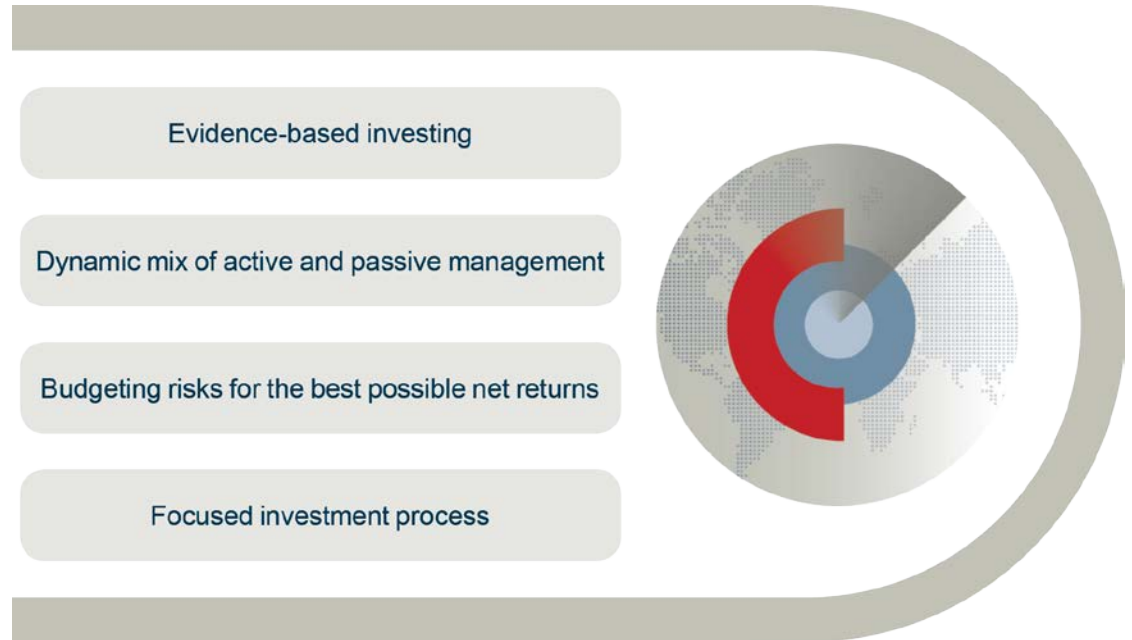 Evidence-based investing
Dynamic mix of active and passive management
Budgeting risks for the best possible net returns
Focused investment process